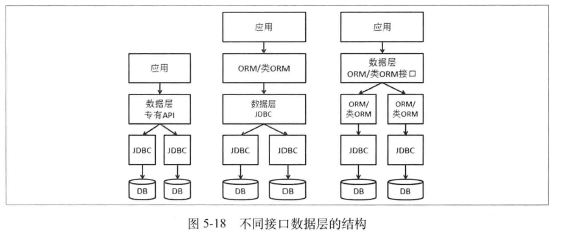 应用
数据层
专有API
JDBC
JDBC
DB
DB
应用
ORM/类ORM
数据层
JDBC
JDBC
JDBC
DB
DB
应用
数据层
ORM/类ORM接口
ORM/
类ORM
ORM/
类ORM
JDBC
JDBC
DB
DB
图 5-18 不同接口数据层的结构